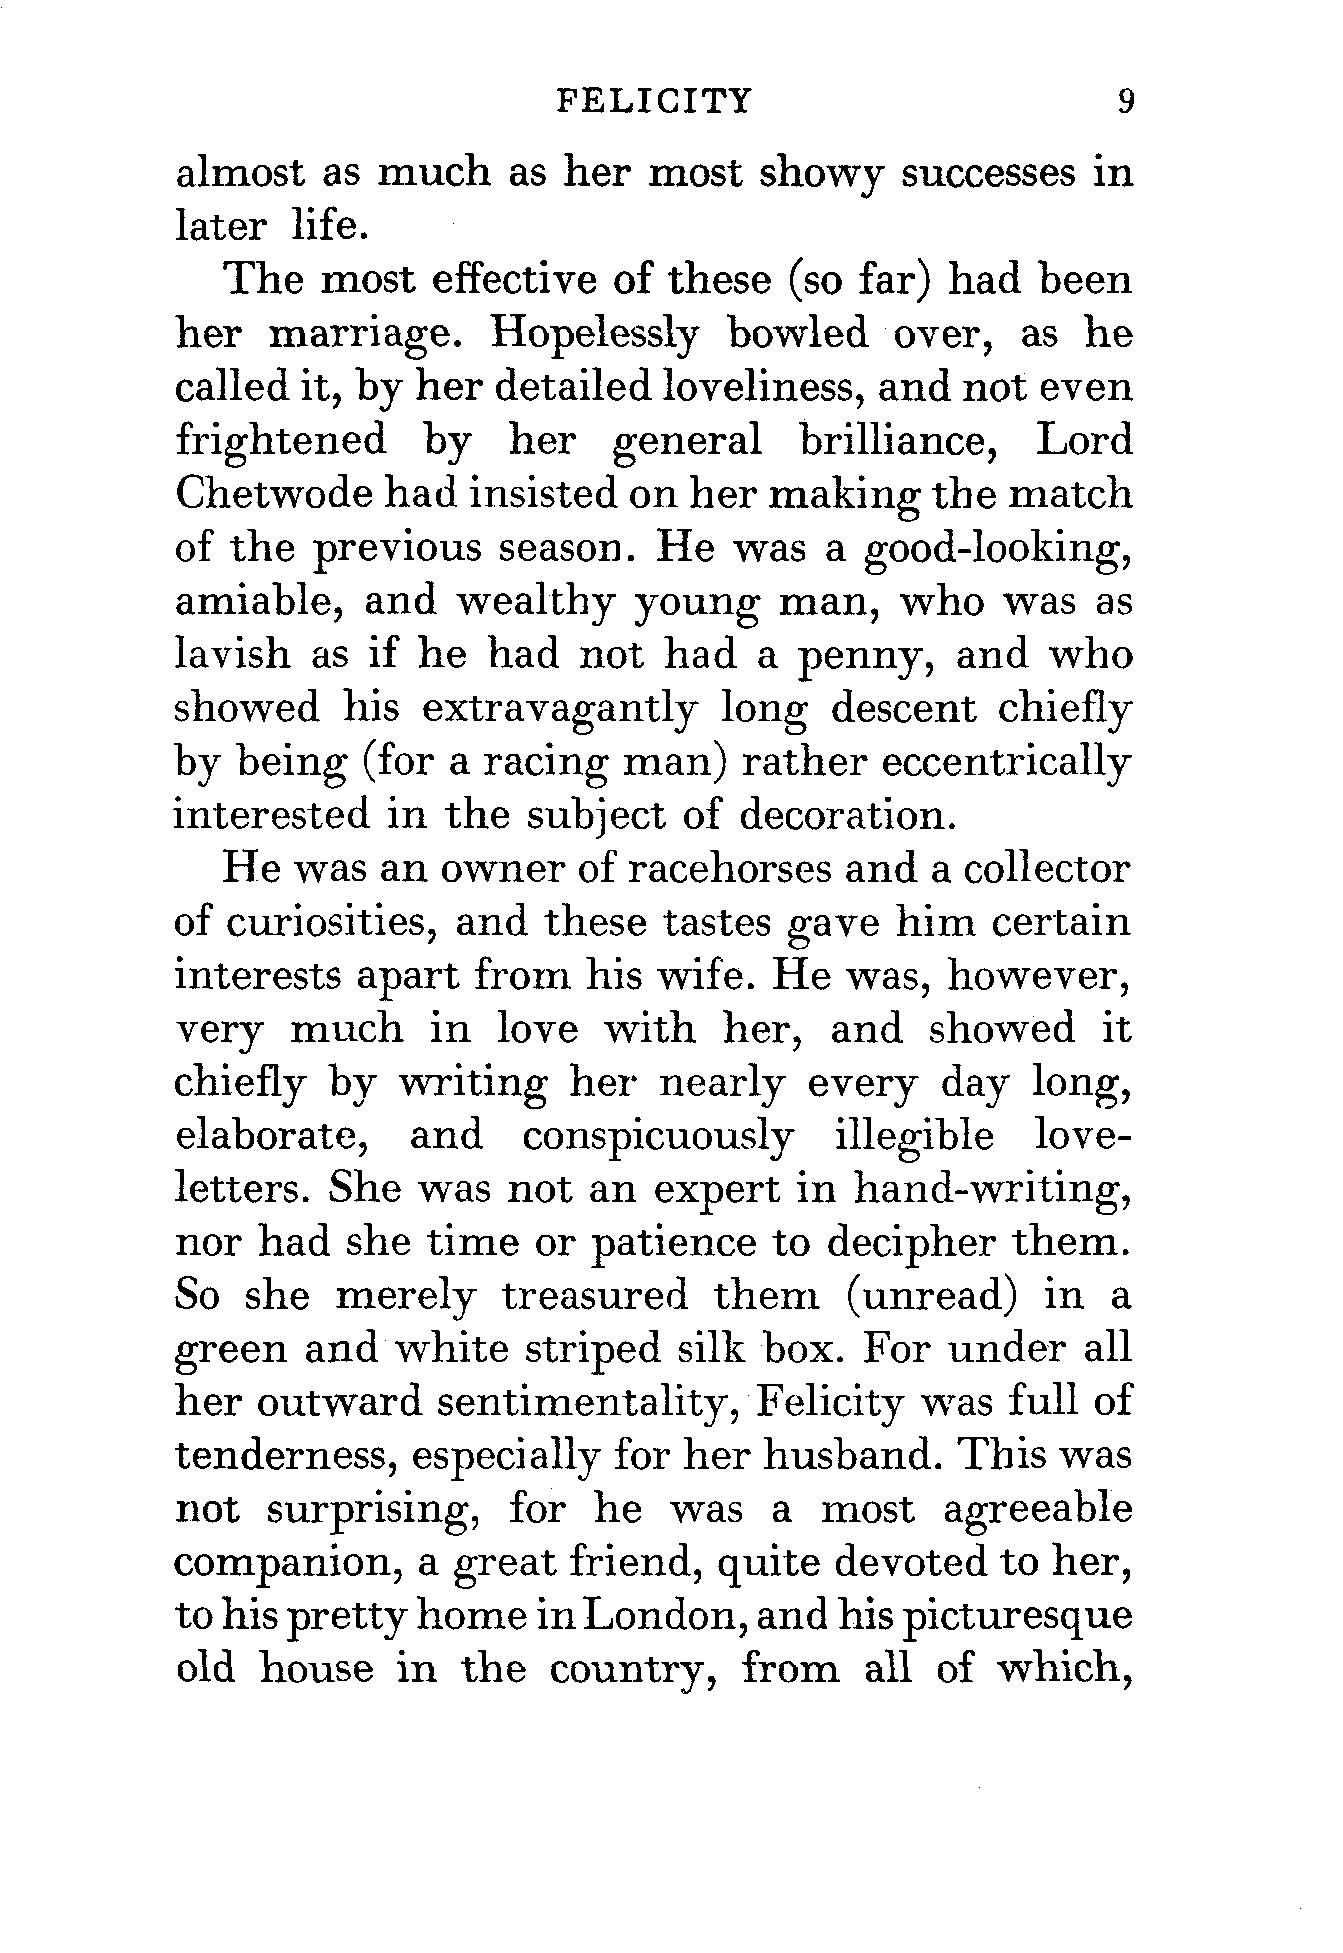 FELICITY 9
almost as much as her most showy successes in
later life.
The most effective of these (so far) had been
her marriage. Hopelessly bowled over, as he
called it, by her detailed loveliness, and not even
frightened by her general brilliance, Lord
Chetwode had insisted on her making the match
of the previous season. He was a good-looking,
amiable, and wealthy young man, who was as
lavish as if he had not had a penny, and who
showed his extravagantly long descent chiefly
by being (for a racing man) rather eccentrically
interested in the subject of decoration.
He was an owner of racehorses and a collector
of curiosities, and these tastes gave him certain
interests apart from his wife. He was, however,
very much in love with her, and showed it
chiefly by writing her nearly every day long,
elaborate, and conspicuously illegible love-
letters. She was not an expert in hand-writing,
nor had she time or patience to decipher them.
So she merely treasured them (unread) in a
green and white striped silk box. For under all
her outward sentimentality, Felicity was full of
tenderness, especially for her husband. This was
not surprising, for he was a most agreeable
companion, a great friend, quite devoted to her,
to his pretty home in London, and his picturesque
old house in the country, from all of which,